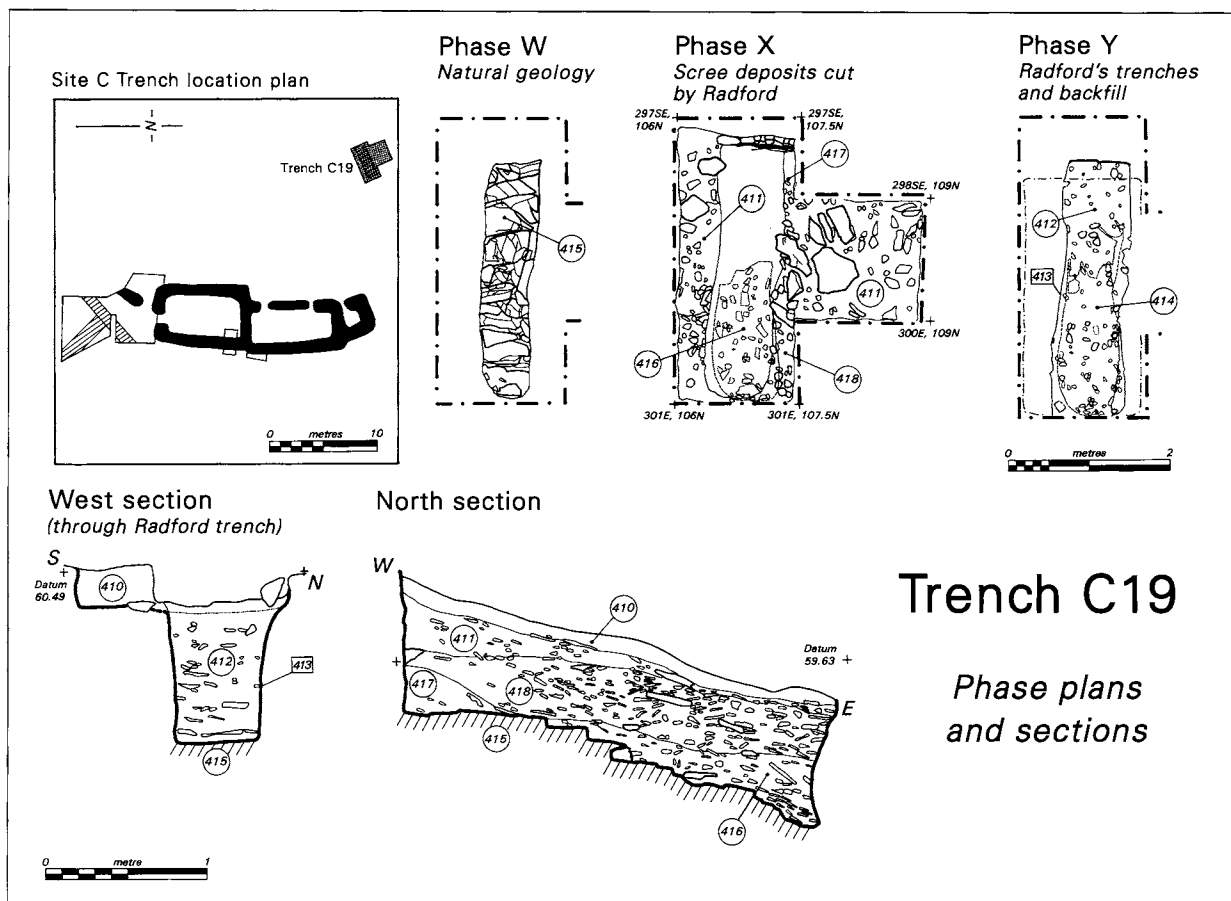 Site C Trench location plan
N
Trench C19
0 metres 10
Phase W
Natural geology
415
Phase X
Scree deposits cut
by Radford
297SE,
106N
297SE,
107.5N
417
298SE, 109N
411
411
416
418
300E, 109N
301E, 106N
301E, 107.5N
Phase Y
Radford's trenches
and backfill
412
413
414
0 metres 2
West section
(through Radford trench)
S
N
Datum
60.49
410
412
413
415
0 metre 1
North section
W
410
411
417
418
415
416
Datum
59.63
E
Trench C19
Phase plans
and sections